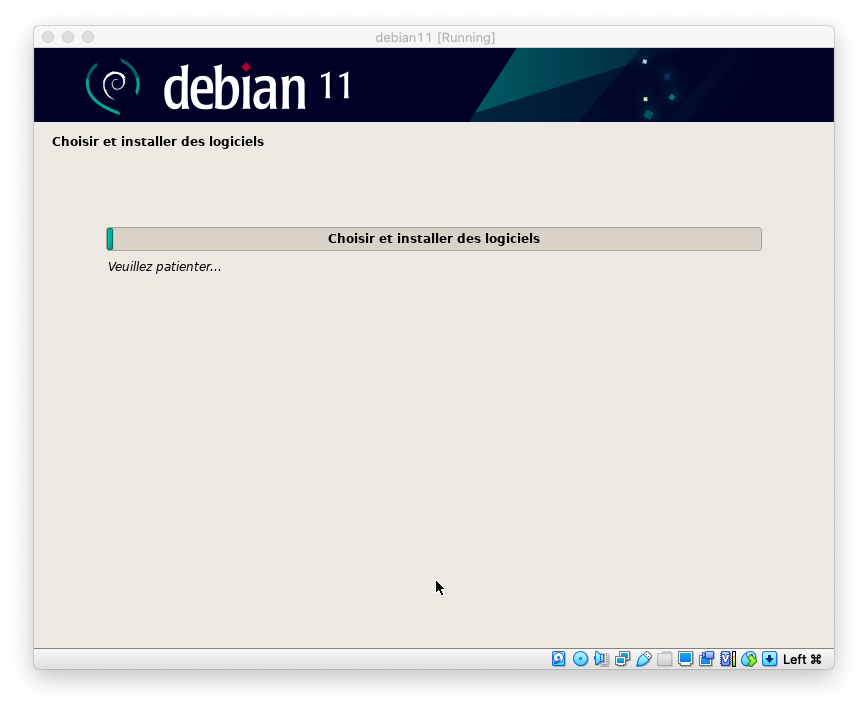 debian11 [Running]
debian 11
Choisir et installer des logiciels
Choisir et installer des logiciels
Veuillez patienter...
Left ⌘